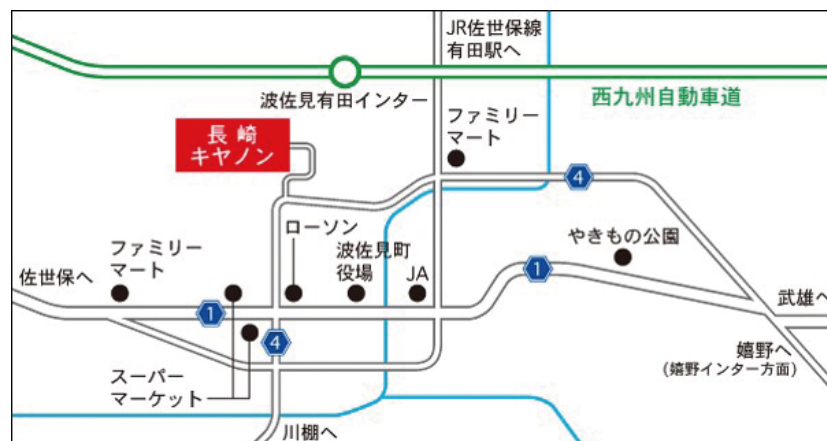 JR佐世保線
有田駅へ
波佐見有田インター
西九州自動車道
ファミリー
マート
長崎
キヤノン
4
ローソン
ファミリー
マート
波佐見町
役場
JA
やきもの公園
佐世保へ
1
1
武雄へ
4
嬉野へ
(嬉野インター方面)
スーパー
マーケット
川棚へ